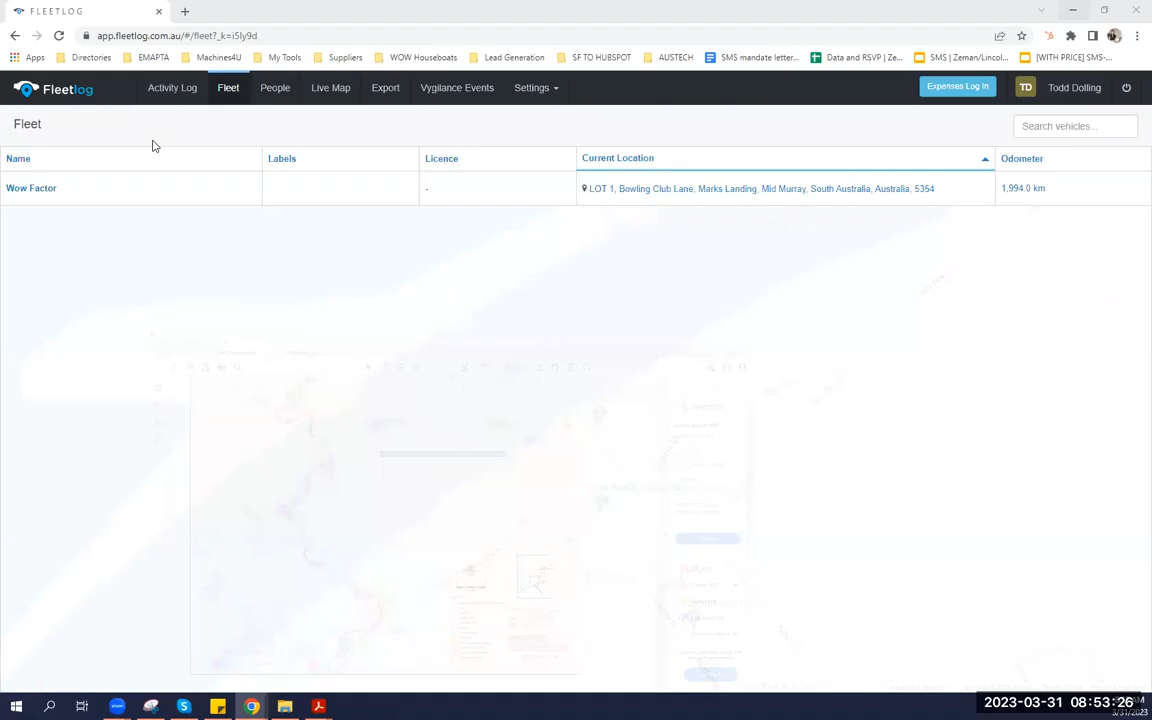 FLEETLOG
app.fleetlog.com.au/#/fleet?_k=i5ly9d
Apps Directories EMAPTA Machines4U My Tools Suppliers WOW Houseboats Lead Generation SF TO HUBSPOT AUSTECH SMS mandate letter... Data and RSVP | Ze... SMS | Zeman/Lincol... [WITH PRICE] SMS-...
Fleetlog Activity Log Fleet People Live Map Export Vygilance Events Settings Expenses Log In TD Todd Dolling
Fleet Search vehicles...
Name Labels Licence Current Location Odometer
Wow Factor - LOT 1, Bowling Club Lane, Marks Landing, Mid Murray, South Australia, Australia, 5354 1,994.0 km
zoom
2023-03-31 08:53:26
3/31/2023